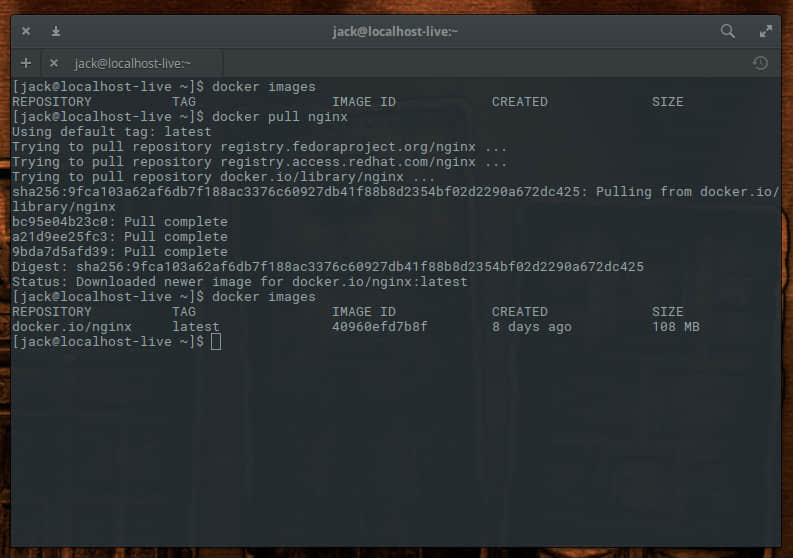 jack@localhost-live:~
jack@localhost-live:~
[jack@localhost-live ~]$ docker images
REPOSITORY TAG IMAGE ID CREATED SIZE
[jack@localhost-live ~]$ docker pull nginx
Using default tag: latest
Trying to pull repository registry.fedoraproject.org/nginx ...
Trying to pull repository registry.access.redhat.com/nginx ...
Trying to pull repository docker.io/library/nginx ...
sha256:9fca103a62af6db7f188ac3376c60927db41f88b8d2354bf02d2290a672dc425: Pulling from docker.io/
library/nginx
bc95e04b23c0: Pull complete
a21d9ee25fc3: Pull complete
9bda7d5afd39: Pull complete
Digest: sha256:9fca103a62af6db7f188ac3376c60927db41f88b8d2354bf02d2290a672dc425
Status: Downloaded newer image for docker.io/nginx:latest
[jack@localhost-live ~]$ docker images
REPOSITORY TAG IMAGE ID CREATED SIZE
docker.io/nginx latest 40960efd7b8f 8 days ago 108 MB
[jack@localhost-live ~]$